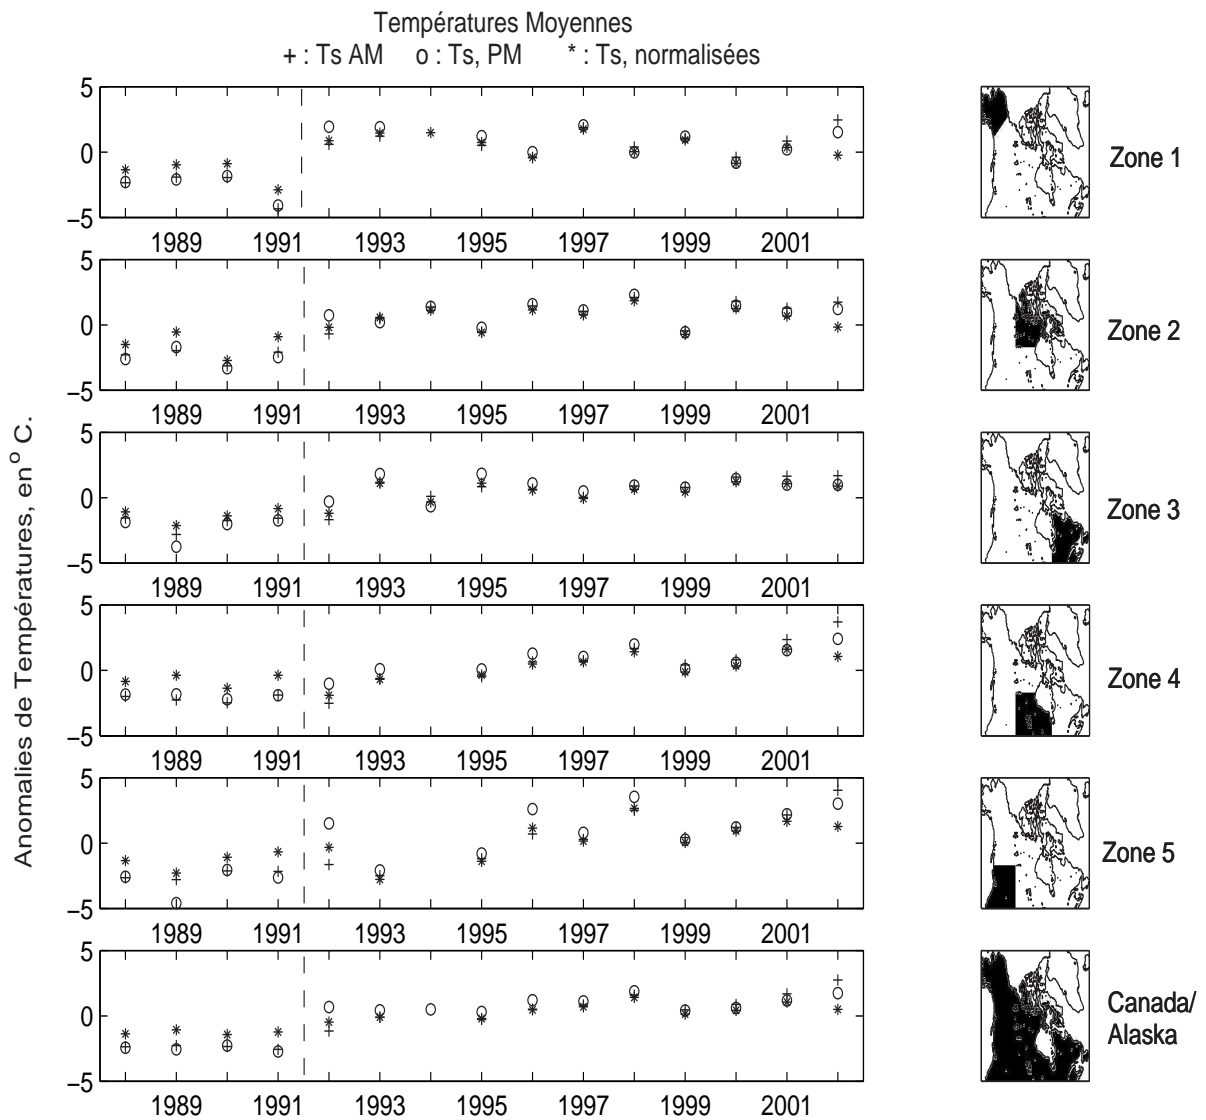 Températures Moyennes
+ : Ts AM o : Ts, PM * : Ts, normalisées
Anomalies de Températures, en° C.
5
0
−5
1989 1991 1993 1995 1997 1999 2001
Zone 1
5
0
−5
1989 1991 1993 1995 1997 1999 2001
Zone 2
5
0
−5
1989 1991 1993 1995 1997 1999 2001
Zone 3
5
0
−5
1989 1991 1993 1995 1997 1999 2001
Zone 4
5
0
−5
1989 1991 1993 1995 1997 1999 2001
Zone 5
5
0
−5
1989 1991 1993 1995 1997 1999 2001
Canada/
Alaska